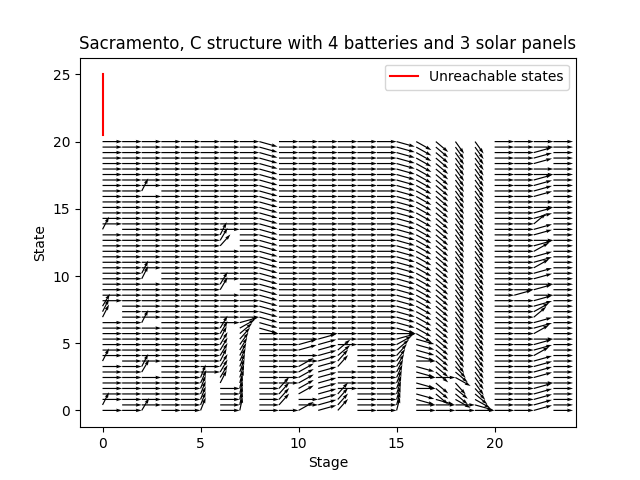 Sacramento, C structure with 4 batteries and 3 solar panels
Unreachable states
25
20
15
10
5
0
State
0 5 10 15 20
Stage